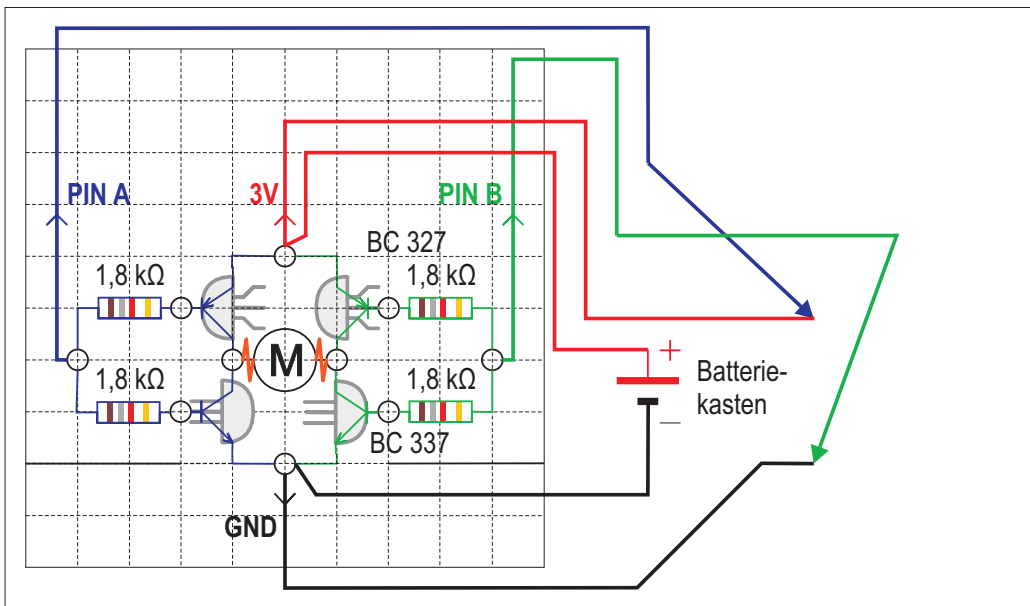 PIN A
3V
PIN B
BC 327
1,8 kΩ
1,8 kΩ
M
1,8 kΩ
1,8 kΩ
BC 337
+
Batterie-
kasten
–
GND